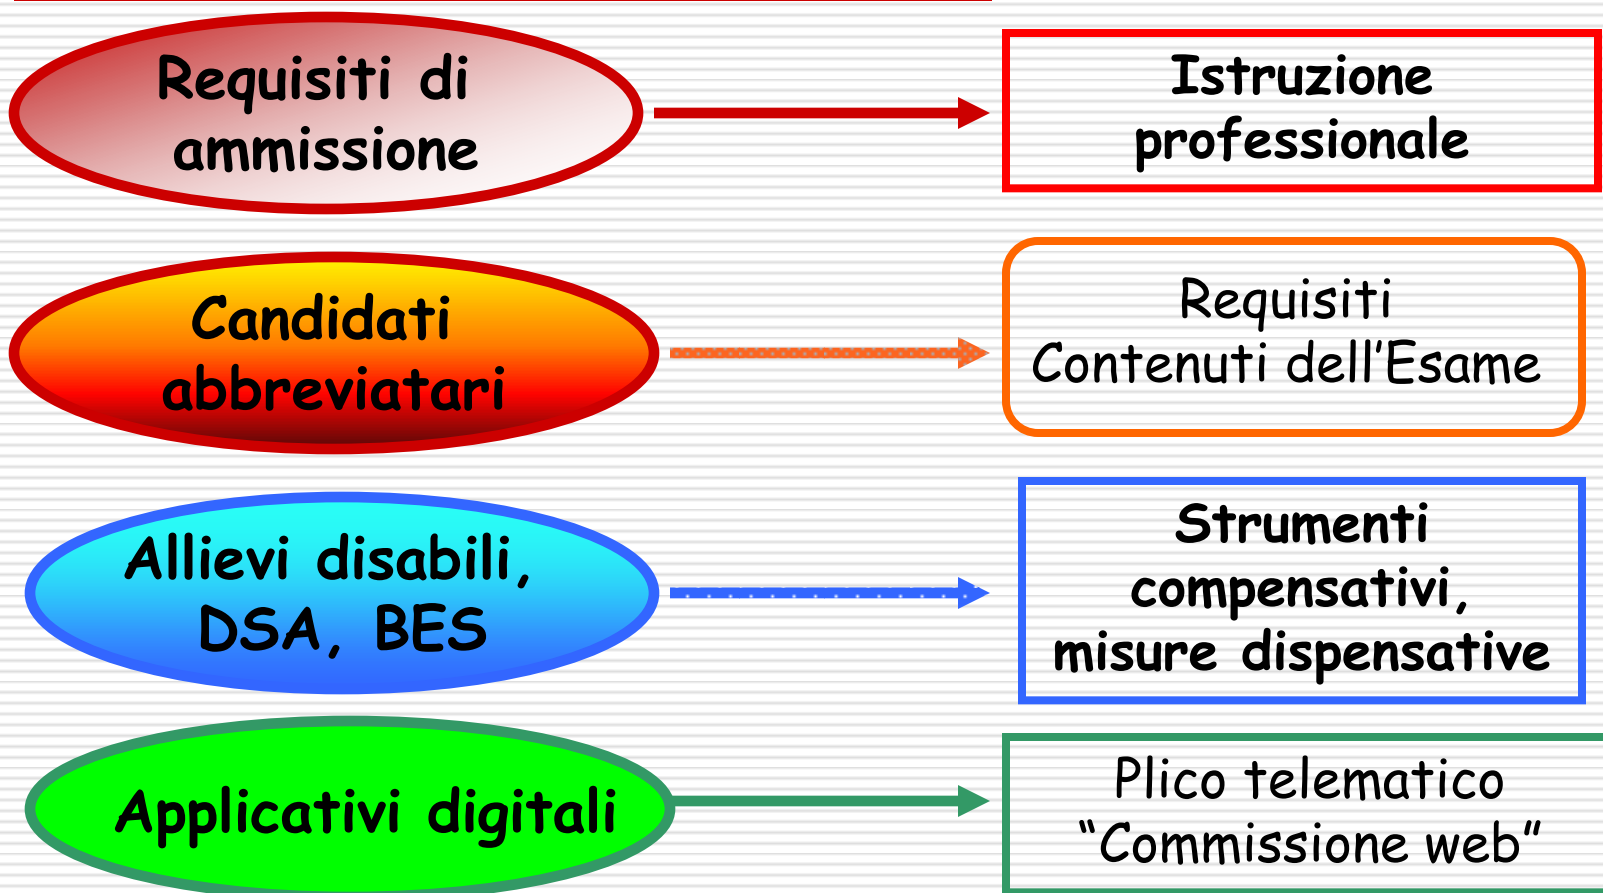 Requisiti di
ammissione
Istruzione
professionale
Candidati
abbreviatari
Requisiti
Contenuti dell’Esame
Allievi disabili,
DSA, BES
Strumenti
compensativi,
misure dispensative
Applicativi digitali
Plico telematico
“Commissione web”